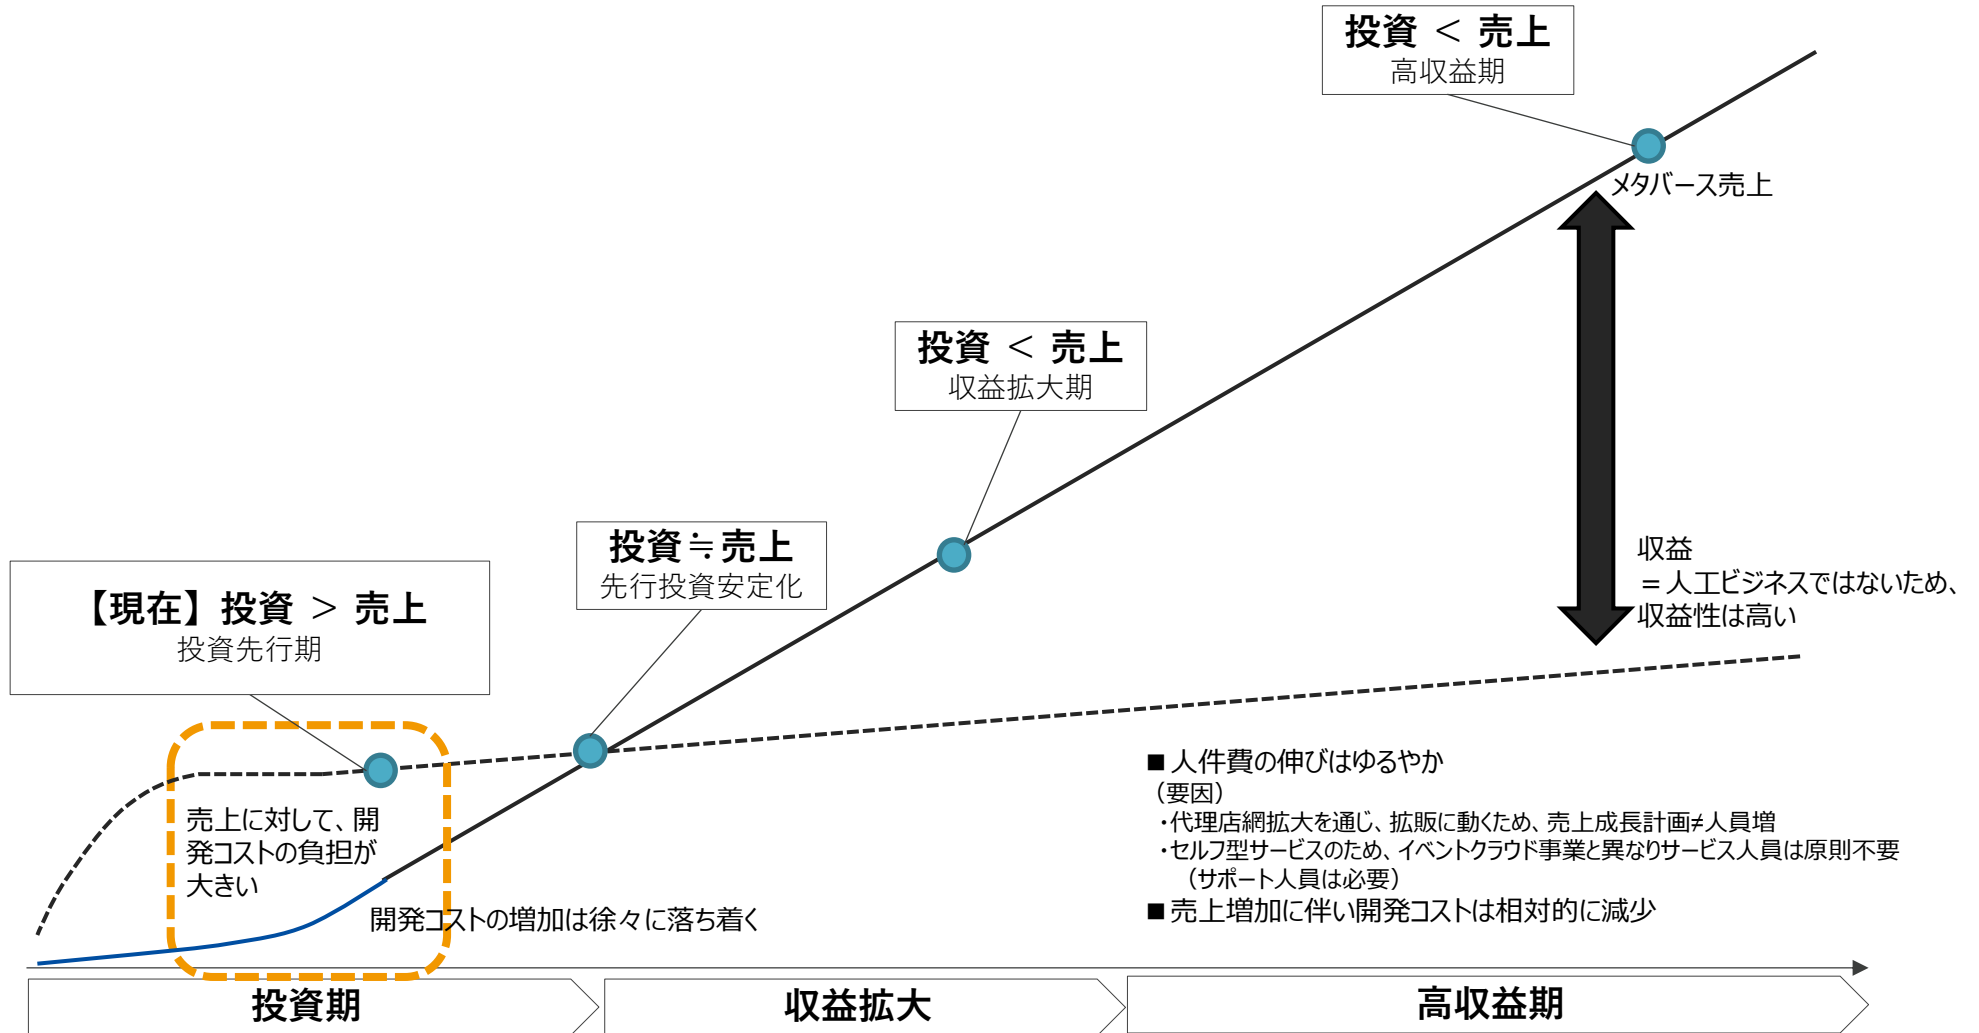 投資 < 売上
高収益期
メタバース売上
投資 < 売上
収益拡大期
投資≒売上
先行投資安定化
【現在】投資 > 売上
投資先行期
収益
=人工ビジネスではないため、
収益性は高い
売上に対して、開
発コストの負担が
大きい
開発コストの増加は徐々に落ち着く
■人件費の伸びはゆるやか
（要因）
・代理店網拡大を通じ、拡販に動くため、売上成長計画≠人員増
・セルフ型サービスのため、イベントクラウド事業と異なりサービス人員は原則不要
（サポート人員は必要）
■売上増加に伴い開発コストは相対的に減少
投資期
収益拡大
高収益期